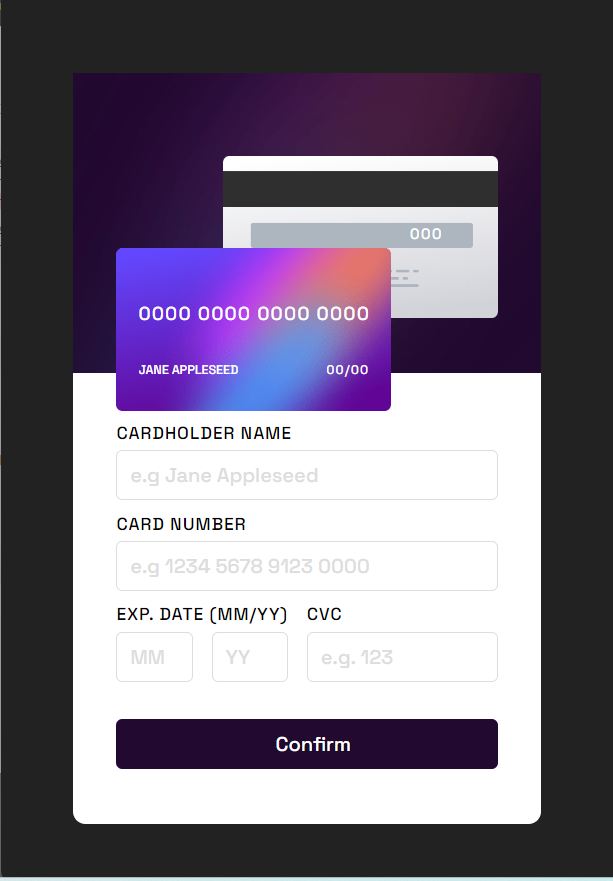 000
0000 0000 0000 0000
JANE APPLESEED 00/00
CARDHOLDER NAME
e.g Jane Appleseed
CARD NUMBER
e.g 1234 5678 9123 0000
EXP. DATE (MM/YY) CVC
MM YY e.g. 123
Confirm